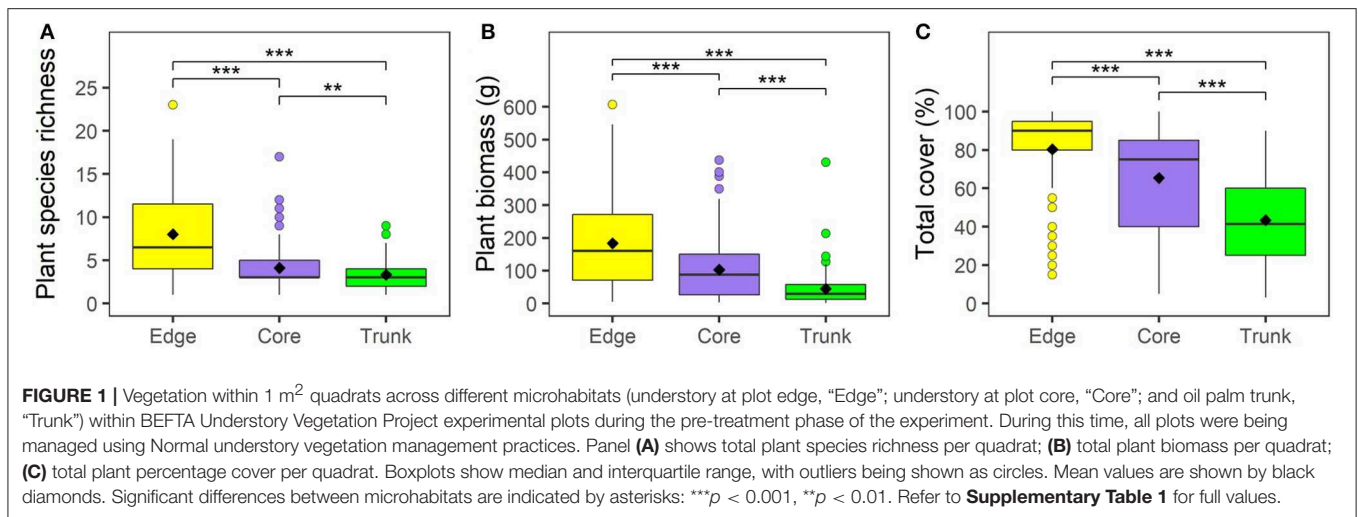 A
Plant species richness
25
20
15
10
5
0
***
***
**
Edge Core Trunk
B
Plant biomass (g)
600
500
400
300
200
100
0
***
***
***
Edge Core Trunk
C
Total cover (%)
100
80
60
40
20
0
***
***
***
Edge Core Trunk
FIGURE 1 | Vegetation within 1 m² quadrats across different microhabitats (understory at plot edge, “Edge”; understory at plot core, “Core”; and oil palm trunk,
“Trunk”) within BEFTA Understory Vegetation Project experimental plots during the pre-treatment phase of the experiment. During this time, all plots were being
managed using Normal understory vegetation management practices. Panel (A) shows total plant species richness per quadrat; (B) total plant biomass per quadrat;
(C) total plant percentage cover per quadrat. Boxplots show median and interquartile range, with outliers being shown as circles. Mean values are shown by black
diamonds. Significant differences between microhabitats are indicated by asterisks: ***p < 0.001, **p < 0.01. Refer to Supplementary Table 1 for full values.